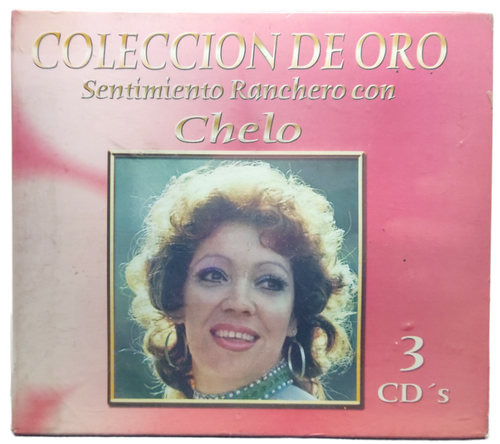 COLECCION DE ORO
Sentimiento Ranchero con
Chelo
3
CD´s